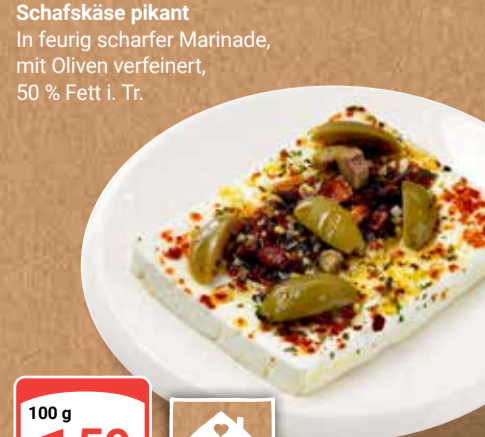 Schafskäse pikant
In feurig scharfer Marinade,
mit Oliven verfeinert,
50 % Fett i. Tr.
100 g